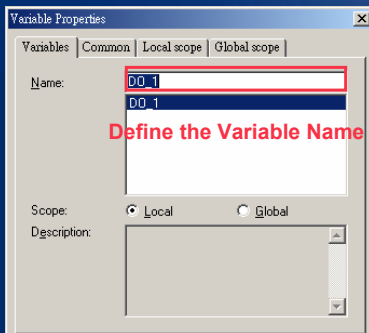 Variable Properties
Variables Common Local scope Global scope
Name: DO_1
DO_1
Define the Variable Name
Scope: Local Global
Description: